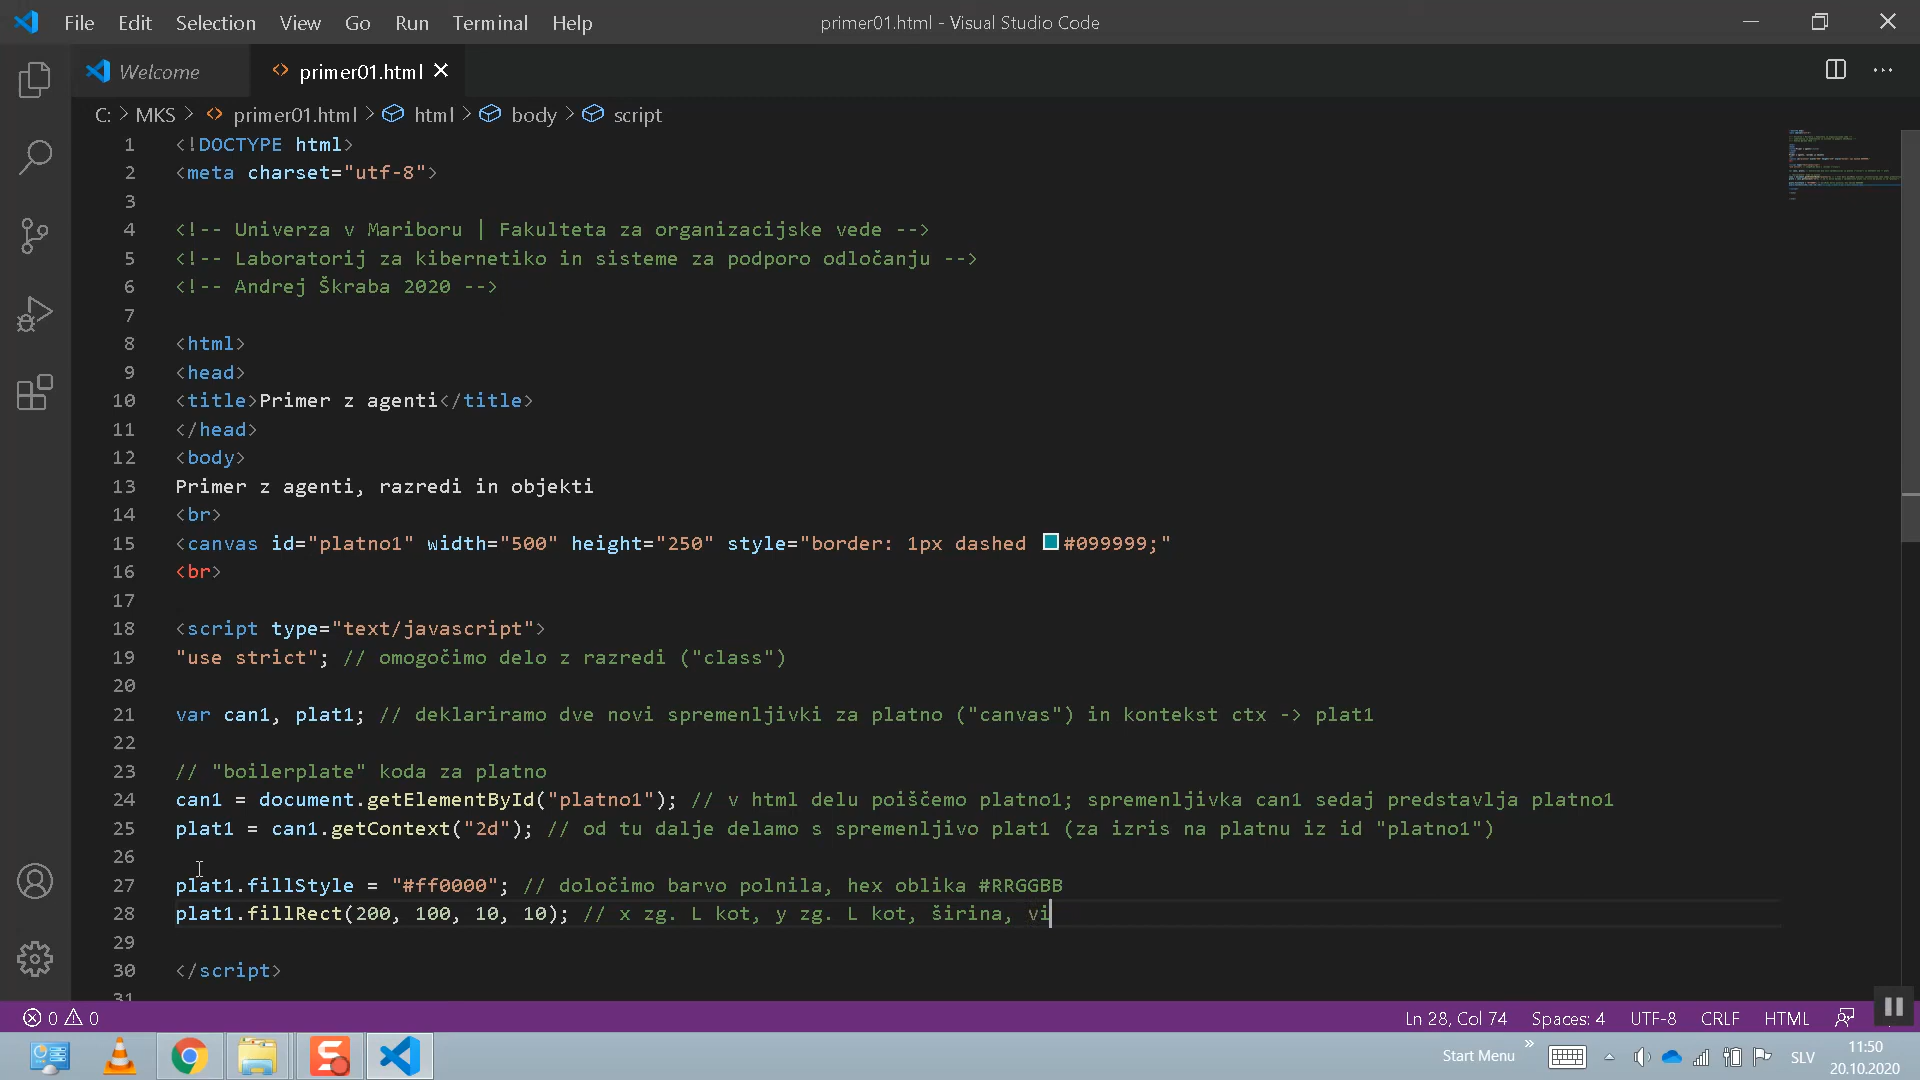 File Edit Selection View Go Run Terminal Help primer01.html - Visual Studio Code
Welcome primer01.html
C: > MKS > primer01.html > html > body > script
1 <!DOCTYPE html>
2 <meta charset="utf-8">
3
4 <!-- Univerza v Mariboru | Fakulteta za organizacijske vede -->
5 <!-- Laboratorij za kibernetiko in sisteme za podporo odločanju -->
6 <!-- Andrej Škraba 2020 -->
7
8 <html>
9 <head>
10 <title>Primer z agenti</title>
11 </head>
12 <body>
13 Primer z agenti, razredi in objekti
14 <br>
15 <canvas id="platno1" width="500" height="250" style="border: 1px dashed #099999;"
16 <br>
17
18 <script type="text/javascript">
19 "use strict"; // omogočimo delo z razredi ("class")
20
21 var can1, plat1; // deklariramo dve novi spremenljivki za platno ("canvas") in kontekst ctx -> plat1
22
23 // "boilerplate" koda za platno
24 can1 = document.getElementById("platno1"); // v html delu poiščemo platno1; spremenljivka can1 sedaj predstavlja platno1
25 plat1 = can1.getContext("2d"); // od tu dalje delamo s spremenljivo plat1 (za izris na platnu iz id "platno1")
26
27 plat1.fillStyle = "#ff0000"; // določimo barvo polnila, hex oblika #RRGGBB
28 plat1.fillRect(200, 100, 10, 10); // x zg. L kot, y zg. L kot, širina, vi
29
30 </script>
31
0 0 Ln 28, Col 74 Spaces: 4 UTF-8 CRLF HTML
Start Menu » SLV 11:50
20.10.2020